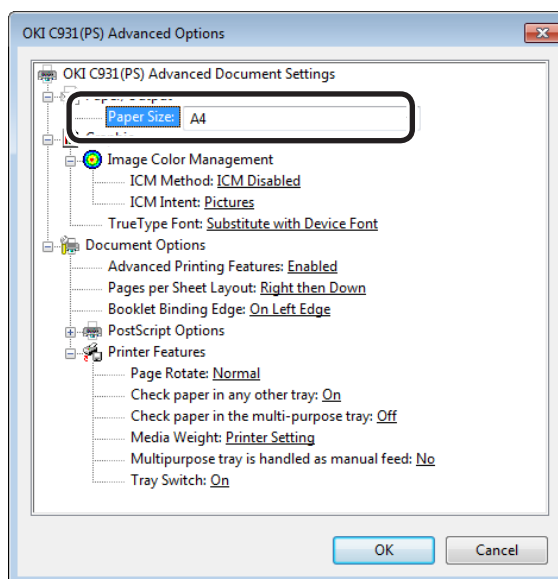 OKI C931(PS) Advanced Options
OKI C931(PS) Advanced Document Settings
Paper Size: A4
Image Color Management
ICM Method: ICM Disabled
ICM Intent: Pictures
TrueType Font: Substitute with Device Font
Document Options
Advanced Printing Features: Enabled
Pages per Sheet Layout: Right then Down
Booklet Binding Edge: On Left Edge
PostScript Options
Printer Features
Page Rotate: Normal
Check paper in any other tray: On
Check paper in the multi-purpose tray: Off
Media Weight: Printer Setting
Multipurpose tray is handled as manual feed: No
Tray Switch: On
OK Cancel